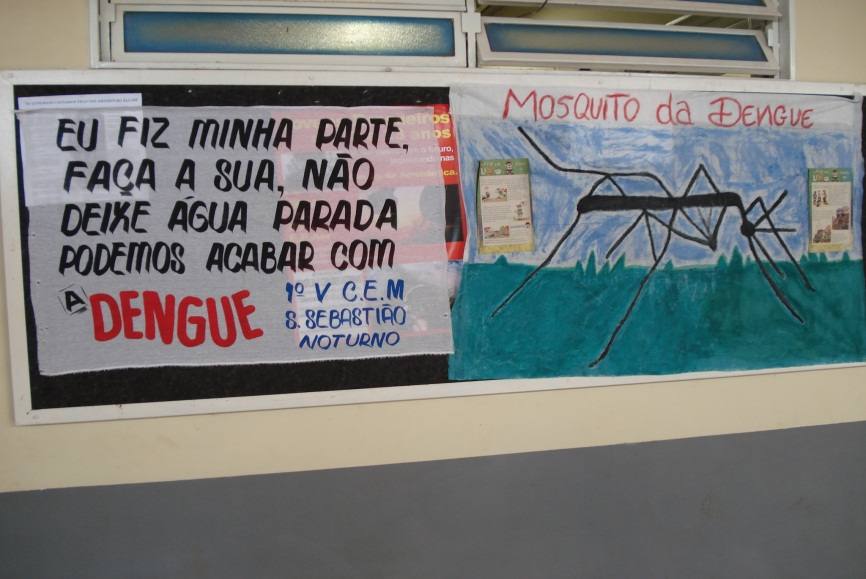 EU FIZ MINHA PARTE,
FAÇA A SUA, NÃO
DEIXE ÁGUA PARADA
PODEMOS ACABAR COM
A DENGUE
1º V C.E.M
S. SEBASTIÃO
NOTURNO
MOSQUITO da DENGUE